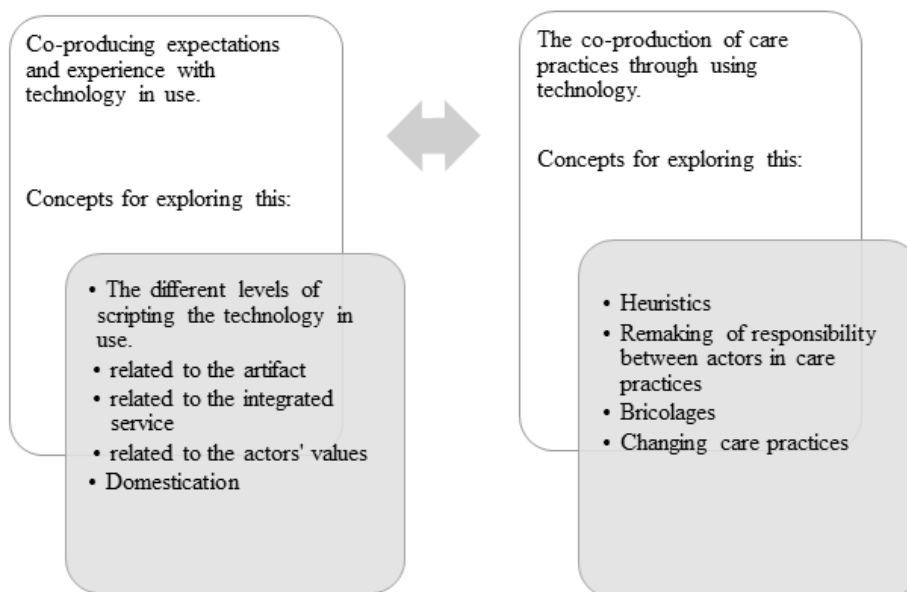 Co-producing expectations
and experience with
technology in use.
Concepts for exploring this:
• The different levels of
scripting the technology in
use.
• related to the artifact
• related to the integrated
service
• related to the actors' values
• Domestication
The co-production of care
practices through using
technology.
Concepts for exploring this:
• Heuristics
• Remaking of responsibility
between actors in care
practices
• Bricolages
• Changing care practices